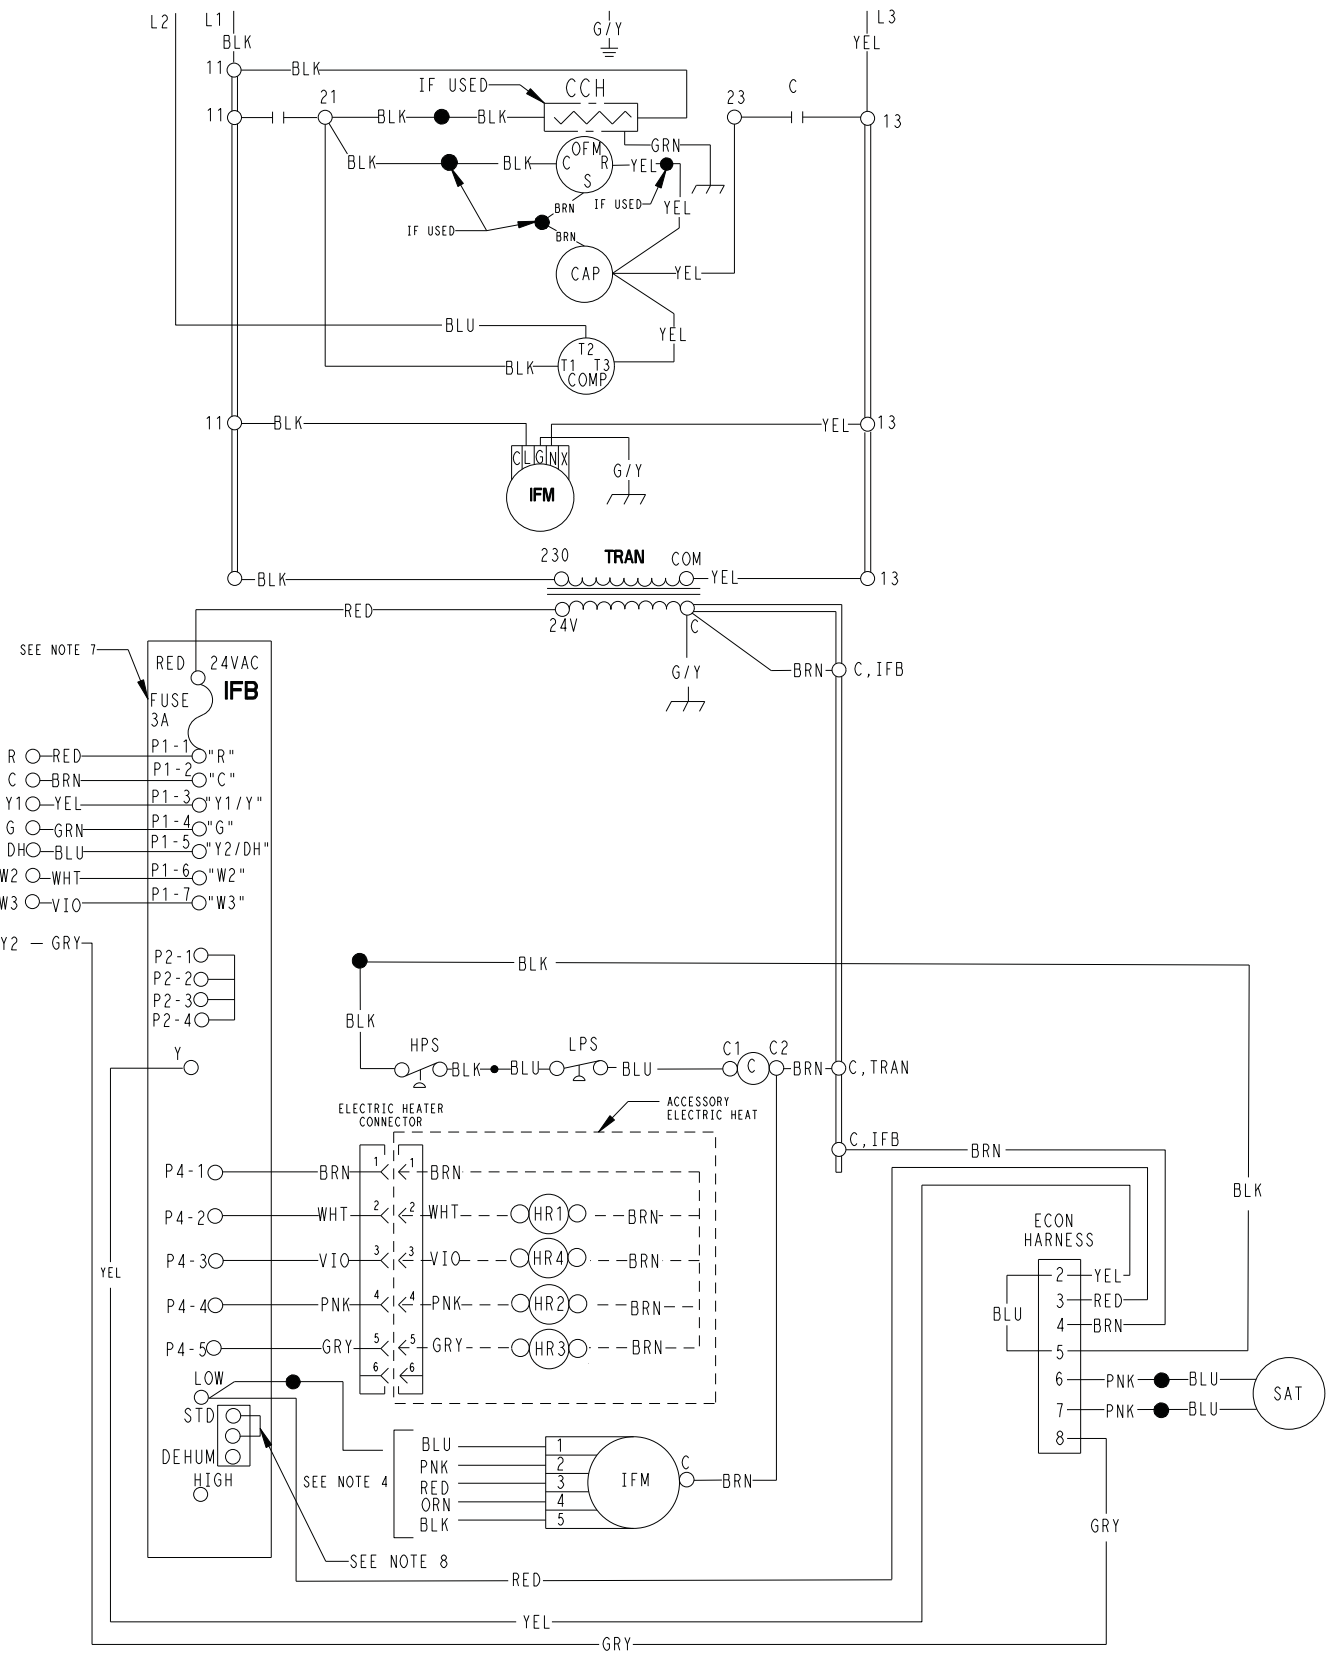 L2 L1 G/Y L3
BLK YEL
11 BLK
IF USED CCH C
11 21 BLK BLK 23 13
OFM GRN
BLK BLK C R YEL
S
BRN IF USED YEL
IF USED BRN
CAP YEL
BLU YEL
T2
BLK T1 T3
COMP
11 BLK YEL 13
C L G N X
G/Y
IFM
230 TRAN COM
BLK YEL 13
RED
24V C
SEE NOTE 7 RED 24VAC G/Y BRN C,IFB
IFB
FUSE
3A
R RED P1-1 "R"
C BRN P1-2 "C"
Y1 YEL P1-3 "Y1/Y"
G GRN P1-4 "G"
DH BLU P1-5 "Y2/DH"
W2 WHT P1-6 "W2"
W3 VIO P1-7 "W3"
Y2 - GRY
P2-1
BLK
P2-2
P2-3
P2-4
BLK
Y HPS LPS C1 C2
BLK BLU BLU C BRN C,TRAN
ELECTRIC HEATER
CONNECTOR
ACCESSORY
ELECTRIC HEAT
C,IFB
BRN
P4-1 BRN 1 1 BRN
BLK
P4-2 WHT 2 2 WHT HR1 BRN
ECON
HARNESS
P4-3 VIO 3 3 VIO HR4 BRN
YEL
2 YEL
P4-4 PNK 4 4 PNK HR2 BRN
3 RED
BLU
4 BRN
P4-5 GRY 5 5 GRY HR3 BRN
5
6 6
LOW
6 PNK BLU
SAT
STD
7 PNK BLU
8
DEHUM
HIGH
SEE NOTE 4
BLU 1
PNK 2
RED 3
ORN 4
BLK 5
IFM C BRN
GRY
SEE NOTE 8
RED
YEL
GRY